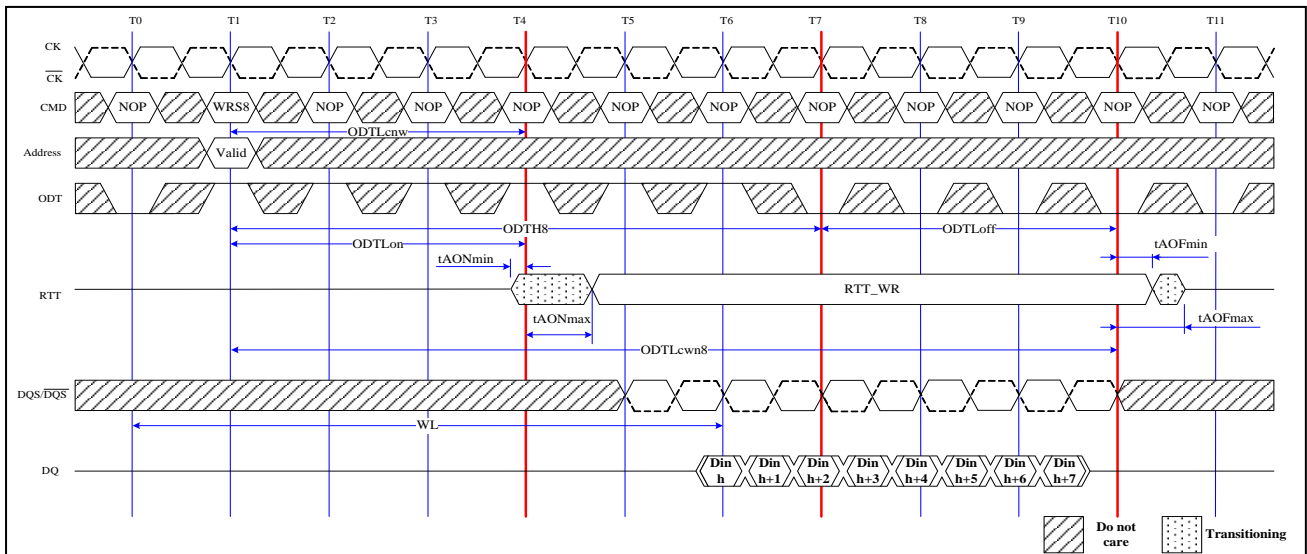 T0 T1 T2 T3 T4 T5 T6 T7 T8 T9 T10 T11
CK
CK
CMD NOP WRS8 NOP NOP NOP NOP NOP NOP NOP NOP NOP NOP
ODTLcnw
Address Valid
ODT
ODTH8 ODTLoff
ODTLon
tAONmin tAOFmin
RTT RTT_WR
tAONmax tAOFmax
ODTLcwn8
DQS/DQS
WL
DQ Din h Din h+1 Din h+2 Din h+3 Din h+4 Din h+5 Din h+6 Din h+7
Do not care Transitioning